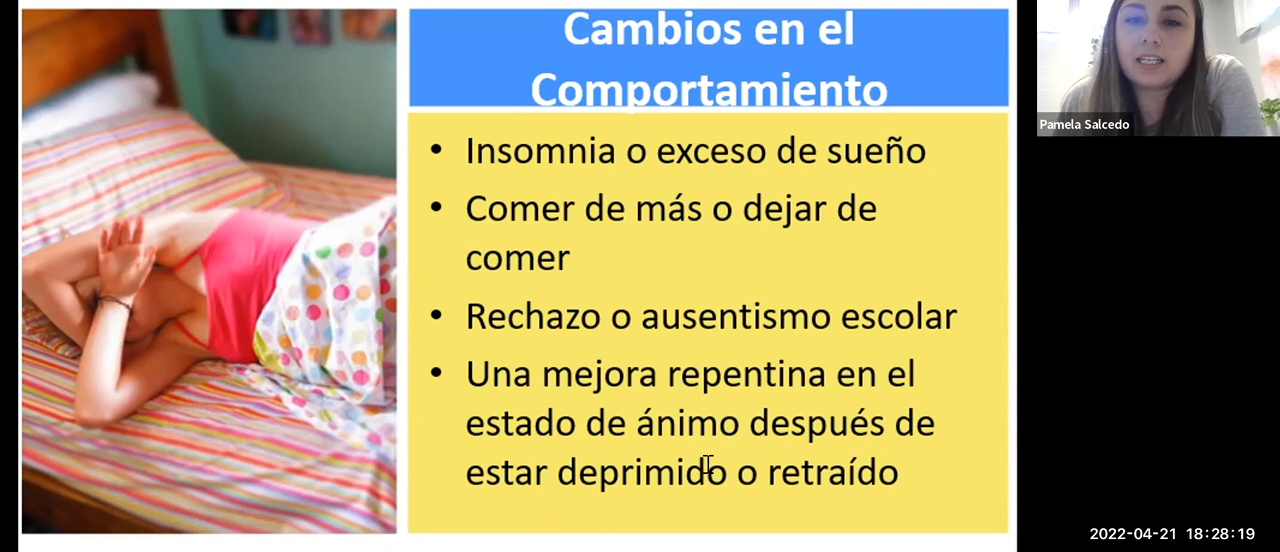 Cambios en el
Comportamiento
• Insomnia o exceso de sueño
• Comer de más o dejar de
comer
• Rechazo o ausentismo escolar
• Una mejora repentina en el
estado de ánimo después de
estar deprimido o retraído
Pamela Salcedo
2022-04-21 18:28:19